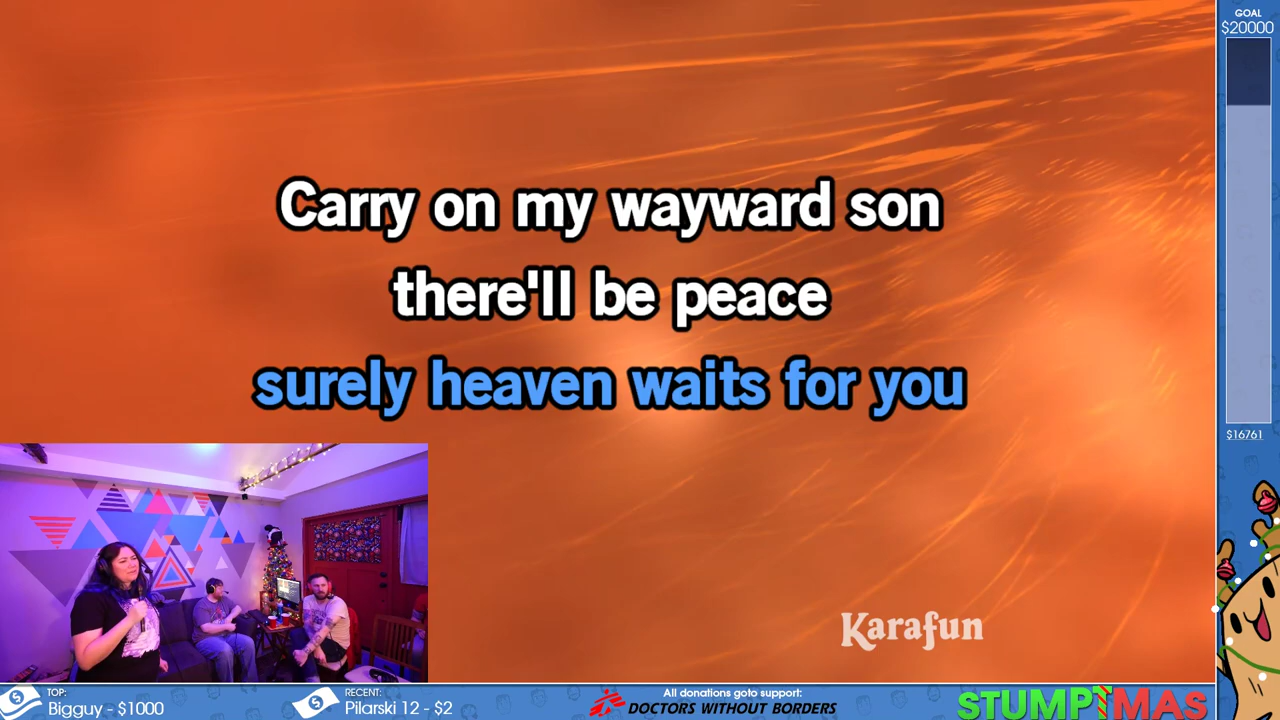 GOAL
$20000
Carry on my wayward son
there'll be peace
surely heaven waits for you
$16761
Karafun
TOP:
Bigguy - $1000
RECENT:
Pilarski 12 - $2
All donations goto support:
DOCTORS WITHOUT BORDERS
STUMPTMAS